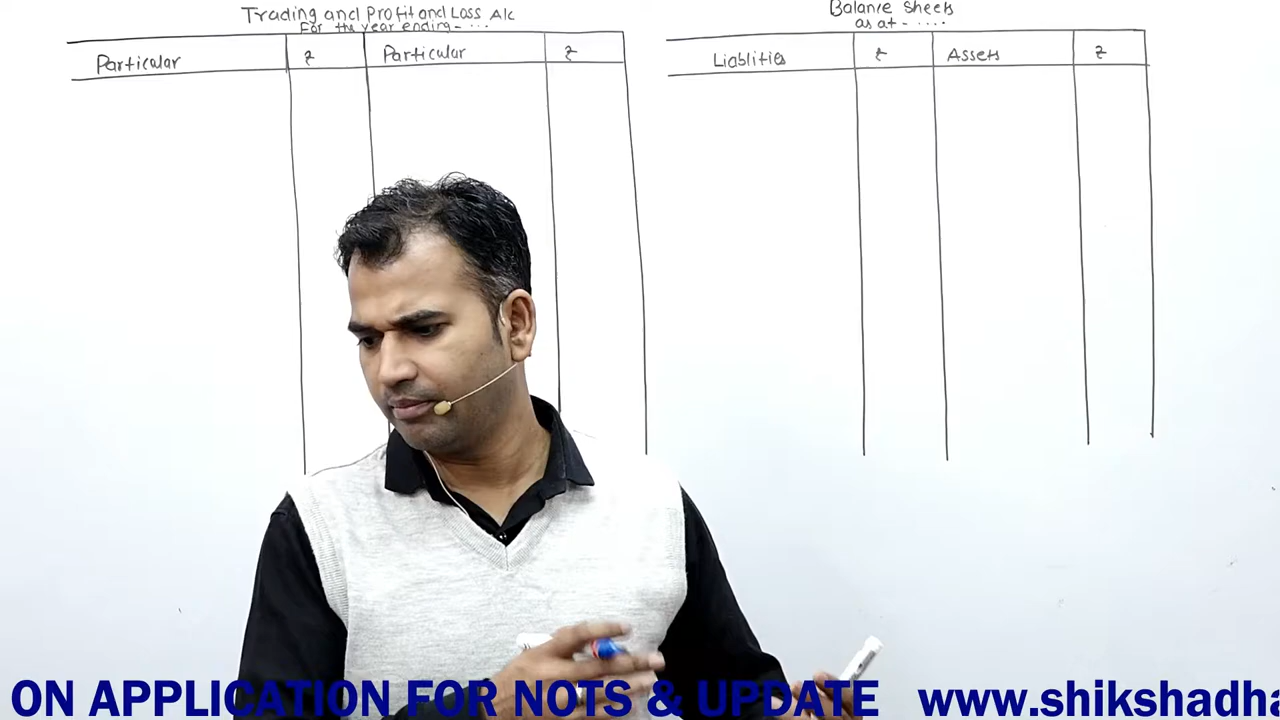 Trading and Profit and Loss A/c
For the year ending - ....
Particular ₹ Particular ₹
Balance Sheets
as at - .....
Liablities ₹ Assets ₹
ON APPLICATION FOR NOTS & UPDATE www.shikshadha